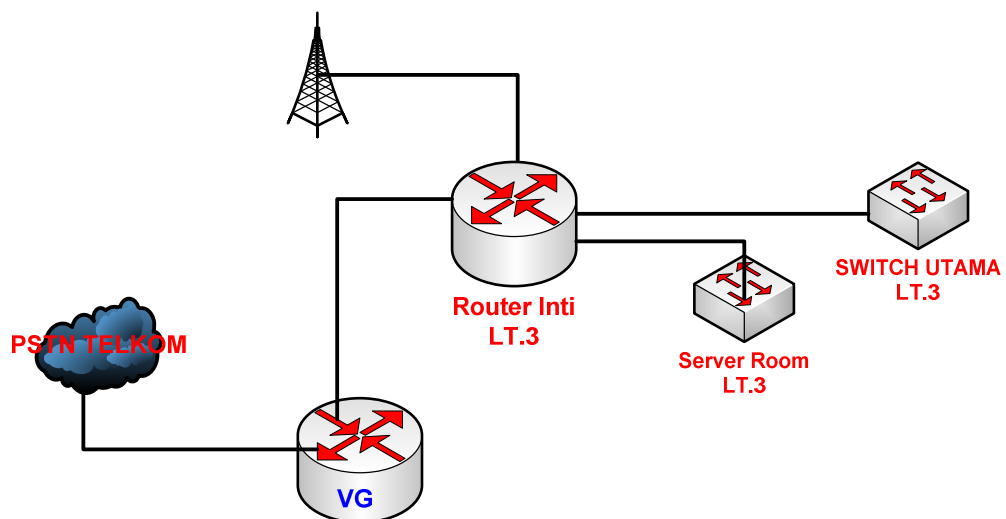 SWITCH UTAMA
LT.3
Router Inti
LT.3
PSTN TELKOM
Server Room
LT.3
VG